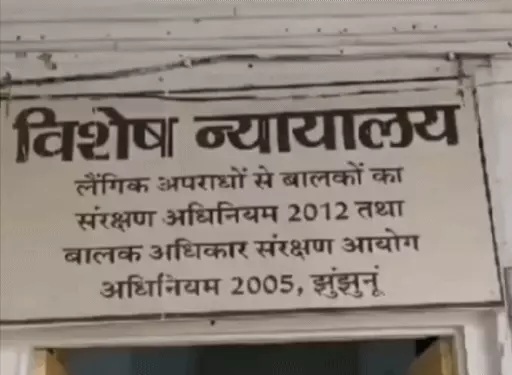 विशेष न्यायालय
लैंगिक अपराधों से बालकों का
संरक्षण अधिनियम 2012 तथा
बालक अधिकार संरक्षण आयोग
अधिनियम 2005, झुंझुनूं